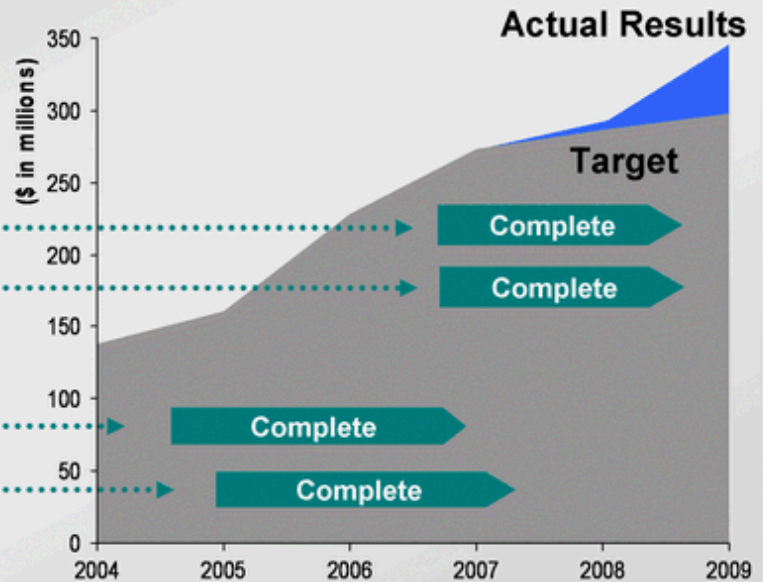 Actual Results
($ in millions)
350
300
250
200
150
100
50
0
Target
Complete
Complete
Complete
Complete
2004 2005 2006 2007 2008 2009